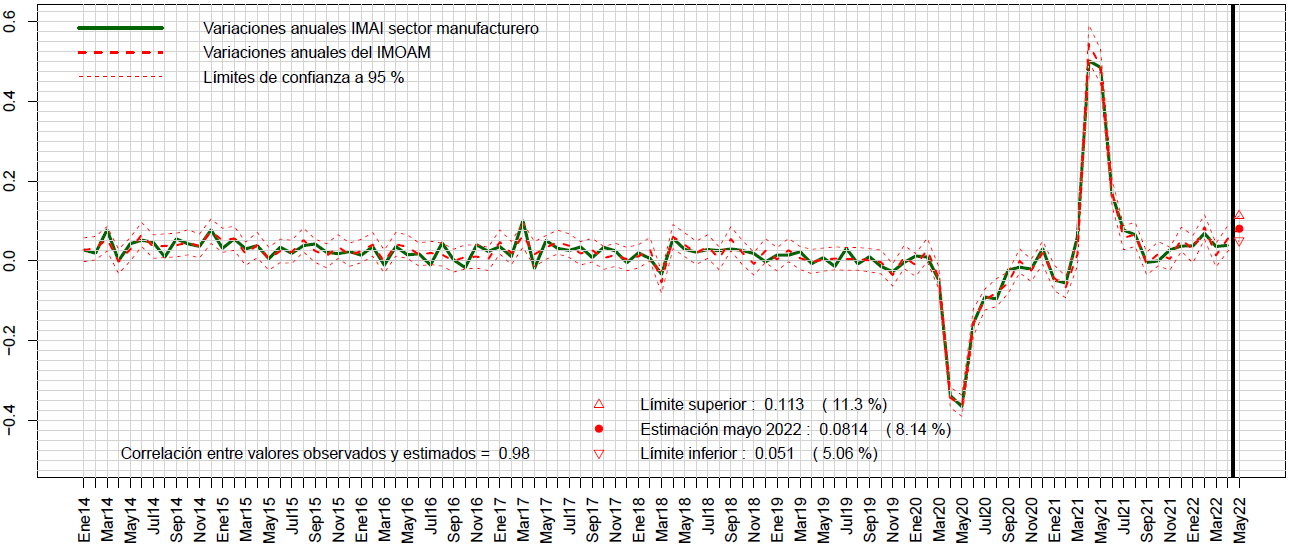 Variaciones anuales IMAI sector manufacturero
Variaciones anuales del IMOAM
Límites de confianza a 95 %
0.6
0.4
0.2
0.0
−0.2
−0.4
Límite superior : 0.113 ( 11.3 %)
Estimación mayo 2022 : 0.0814 ( 8.14 %)
Límite inferior : 0.051 ( 5.06 %)
Correlación entre valores observados y estimados = 0.98
Ene14
Mar14
May14
Jul14
Sep14
Nov14
Ene15
Mar15
May15
Jul15
Sep15
Nov15
Ene16
Mar16
May16
Jul16
Sep16
Nov16
Ene17
Mar17
May17
Jul17
Sep17
Nov17
Ene18
Mar18
May18
Jul18
Sep18
Nov18
Ene19
Mar19
May19
Jul19
Sep19
Nov19
Ene20
Mar20
May20
Jul20
Sep20
Nov20
Ene21
Mar21
May21
Jul21
Sep21
Nov21
Ene22
Mar22
May22